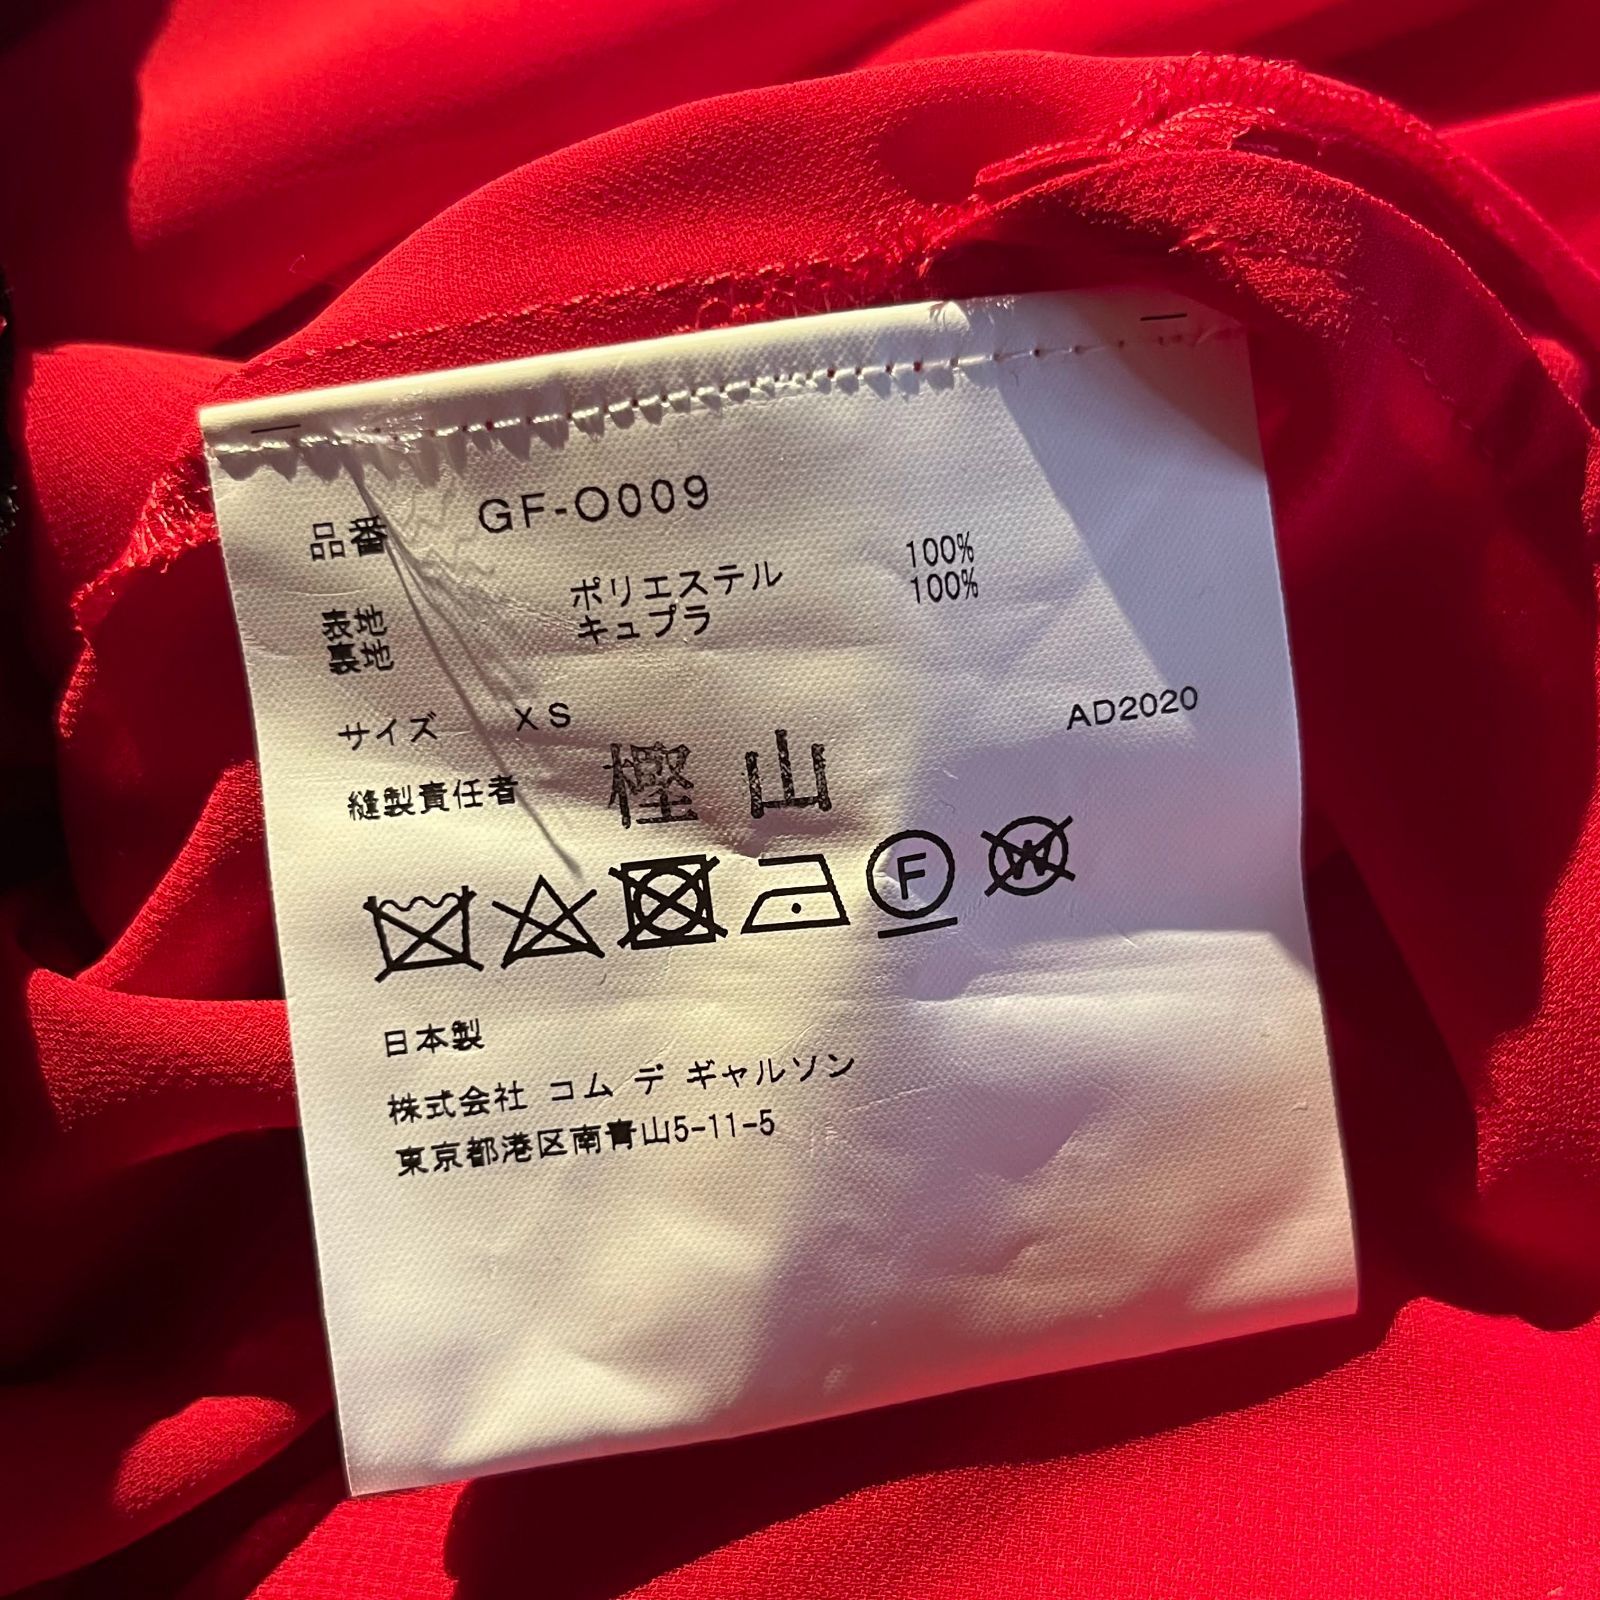 品番 GF-O009
表地 ポリエステル 100%
裏地 キュプラ 100%
サイズ XS AD2020
縫製責任者 樫山
F W
日本製
株式会社 コム デ ギャルソン
東京都港区南青山5-11-5